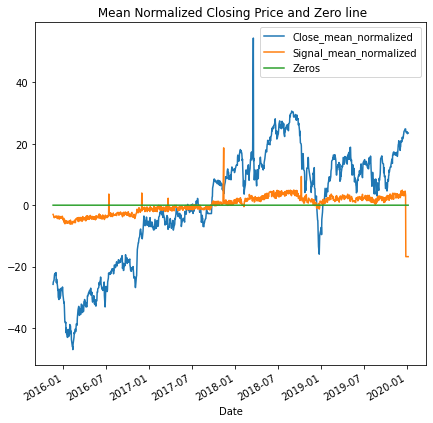 Mean Normalized Closing Price and Zero line
Close_mean_normalized
Signal_mean_normalized
Zeros
40
20
0
−20
−40
2016-01
2016-07
2017-01
2017-07
2018-01
2018-07
2019-01
2019-07
2020-01
Date